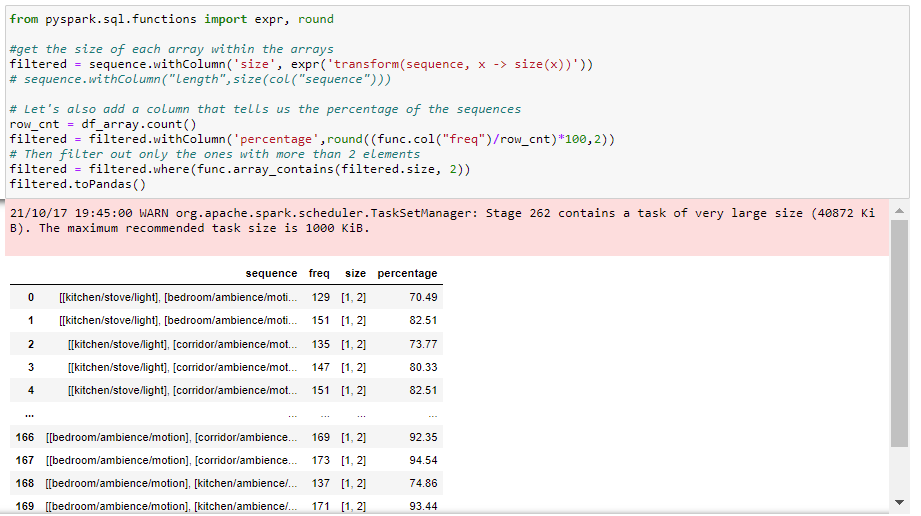 from pyspark.sql.functions import expr, round
#get the size of each array within the arrays
filtered = sequence.withColumn('size', expr('transform(sequence, x -> size(x))'))
# sequence.withColumn("length",size(col("sequence")))
# Let's also add a column that tells us the percentage of the sequences
row_cnt = df_array.count()
filtered = filtered.withColumn('percentage',round((func.col("freq")/row_cnt)*100,2))
# Then filter out only the ones with more than 2 elements
filtered = filtered.where(func.array_contains(filtered.size, 2))
filtered.toPandas()
21/10/17 19:45:00 WARN org.apache.spark.scheduler.TaskSetManager: Stage 262 contains a task of very large size (40872 Ki
B). The maximum recommended task size is 1000 KiB.
sequence freq size percentage
0 [[kitchen/stove/light], [bedroom/ambience/moti... 129 [1, 2] 70.49
1 [[kitchen/stove/light], [bedroom/ambience/moti... 151 [1, 2] 82.51
2 [[kitchen/stove/light], [corridor/ambience/mot... 135 [1, 2] 73.77
3 [[kitchen/stove/light], [corridor/ambience/mot... 147 [1, 2] 80.33
4 [[kitchen/stove/light], [corridor/ambience/mot... 151 [1, 2] 82.51
... ... ... ... ...
166 [[bedroom/ambience/motion], [corridor/ambience... 169 [1, 2] 92.35
167 [[bedroom/ambience/motion], [corridor/ambience... 173 [1, 2] 94.54
168 [[bedroom/ambience/motion], [kitchen/ambience/... 137 [1, 2] 74.86
169 [[bedroom/ambience/motion], [kitchen/ambience/... 171 [1, 2] 93.44